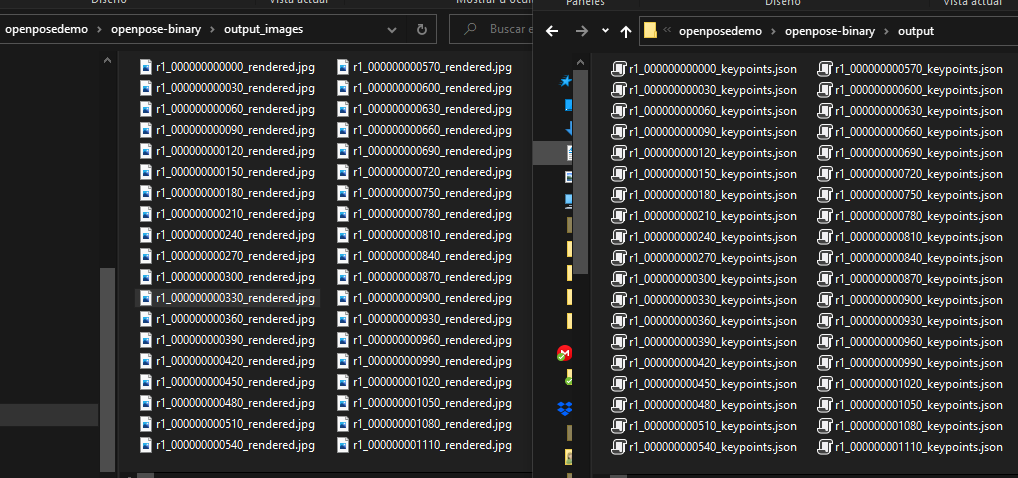 Diseño
Vista actual
Mostrar u ocul
openposedemo > openpose-binary > output_images
Buscar e
r1_000000000000_rendered.jpg
r1_000000000030_rendered.jpg
r1_000000000060_rendered.jpg
r1_000000000090_rendered.jpg
r1_000000000120_rendered.jpg
r1_000000000150_rendered.jpg
r1_000000000180_rendered.jpg
r1_000000000210_rendered.jpg
r1_000000000240_rendered.jpg
r1_000000000270_rendered.jpg
r1_000000000300_rendered.jpg
r1_000000000330_rendered.jpg
r1_000000000360_rendered.jpg
r1_000000000390_rendered.jpg
r1_000000000420_rendered.jpg
r1_000000000450_rendered.jpg
r1_000000000480_rendered.jpg
r1_000000000510_rendered.jpg
r1_000000000540_rendered.jpg
r1_000000000570_rendered.jpg
r1_000000000600_rendered.jpg
r1_000000000630_rendered.jpg
r1_000000000660_rendered.jpg
r1_000000000690_rendered.jpg
r1_000000000720_rendered.jpg
r1_000000000750_rendered.jpg
r1_000000000780_rendered.jpg
r1_000000000810_rendered.jpg
r1_000000000840_rendered.jpg
r1_000000000870_rendered.jpg
r1_000000000900_rendered.jpg
r1_000000000930_rendered.jpg
r1_000000000960_rendered.jpg
r1_000000000990_rendered.jpg
r1_000000001020_rendered.jpg
r1_000000001050_rendered.jpg
r1_000000001080_rendered.jpg
r1_000000001110_rendered.jpg
Paneles
Diseño
Vista actual
« openposedemo > openpose-binary > output
r1_000000000000_keypoints.json
r1_000000000030_keypoints.json
r1_000000000060_keypoints.json
r1_000000000090_keypoints.json
r1_000000000120_keypoints.json
r1_000000000150_keypoints.json
r1_000000000180_keypoints.json
r1_000000000210_keypoints.json
r1_000000000240_keypoints.json
r1_000000000270_keypoints.json
r1_000000000300_keypoints.json
r1_000000000330_keypoints.json
r1_000000000360_keypoints.json
r1_000000000390_keypoints.json
r1_000000000420_keypoints.json
r1_000000000450_keypoints.json
r1_000000000480_keypoints.json
r1_000000000510_keypoints.json
r1_000000000540_keypoints.json
r1_000000000570_keypoints.json
r1_000000000600_keypoints.json
r1_000000000630_keypoints.json
r1_000000000660_keypoints.json
r1_000000000690_keypoints.json
r1_000000000720_keypoints.json
r1_000000000750_keypoints.json
r1_000000000780_keypoints.json
r1_000000000810_keypoints.json
r1_000000000840_keypoints.json
r1_000000000870_keypoints.json
r1_000000000900_keypoints.json
r1_000000000930_keypoints.json
r1_000000000960_keypoints.json
r1_000000000990_keypoints.json
r1_000000001020_keypoints.json
r1_000000001050_keypoints.json
r1_000000001080_keypoints.json
r1_000000001110_keypoints.json